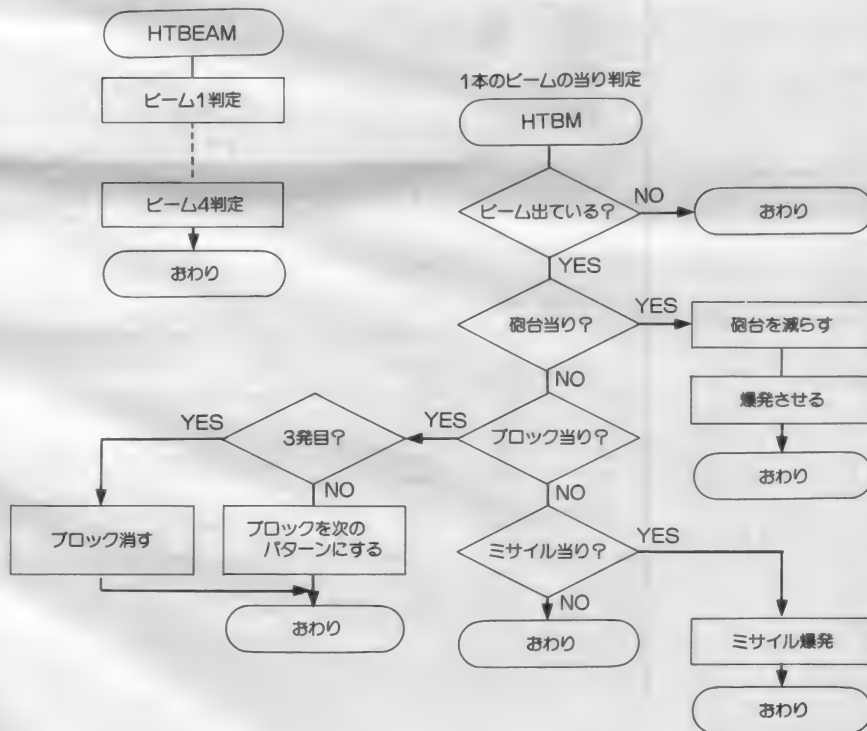 HTBEAM
ビーム1判定
ビーム4判定
おわり
1本のビームの当り判定
HTBM
ビーム出ている?
NO
おわり
YES
砲台当り?
YES
砲台を減らす
爆発させる
おわり
NO
ブロック当り?
YES
3発目?
YES
ブロック消す
NO
ブロックを次の
パターンにする
おわり
NO
ミサイル当り?
YES
ミサイル爆発
おわり
NO
おわり